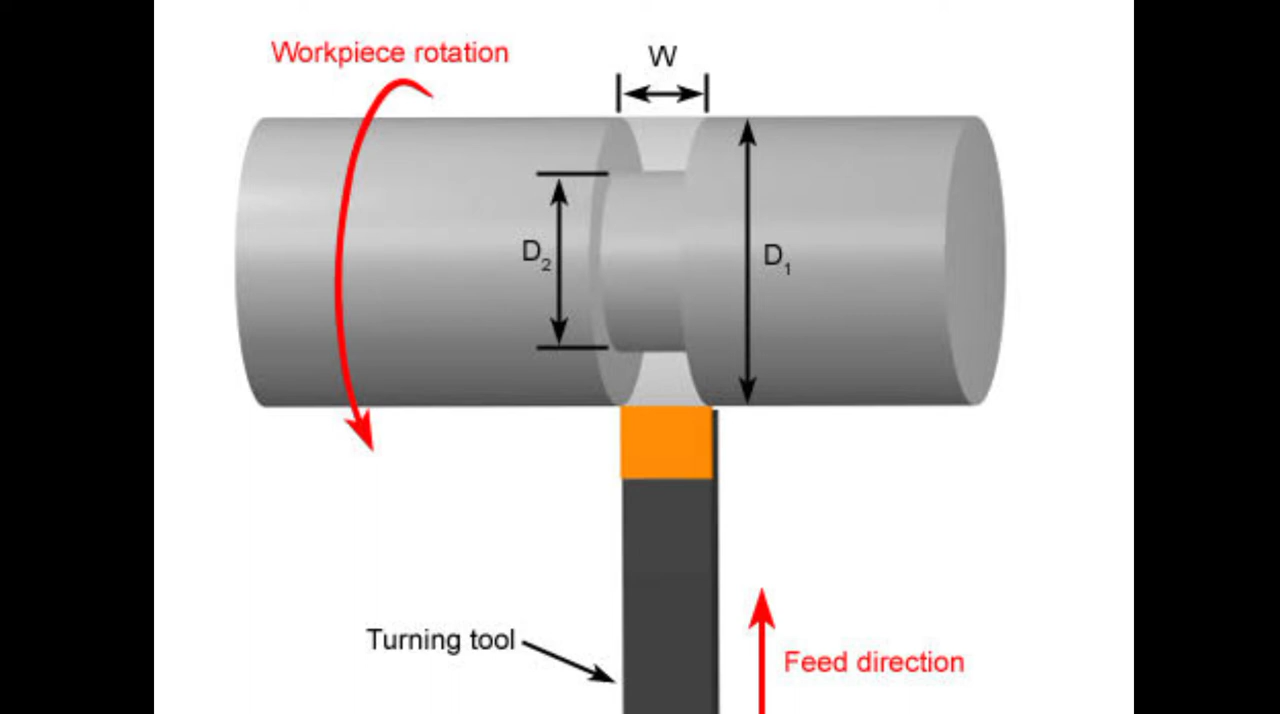 Workpiece rotation
W
D₂
D₁
Turning tool
Feed direction